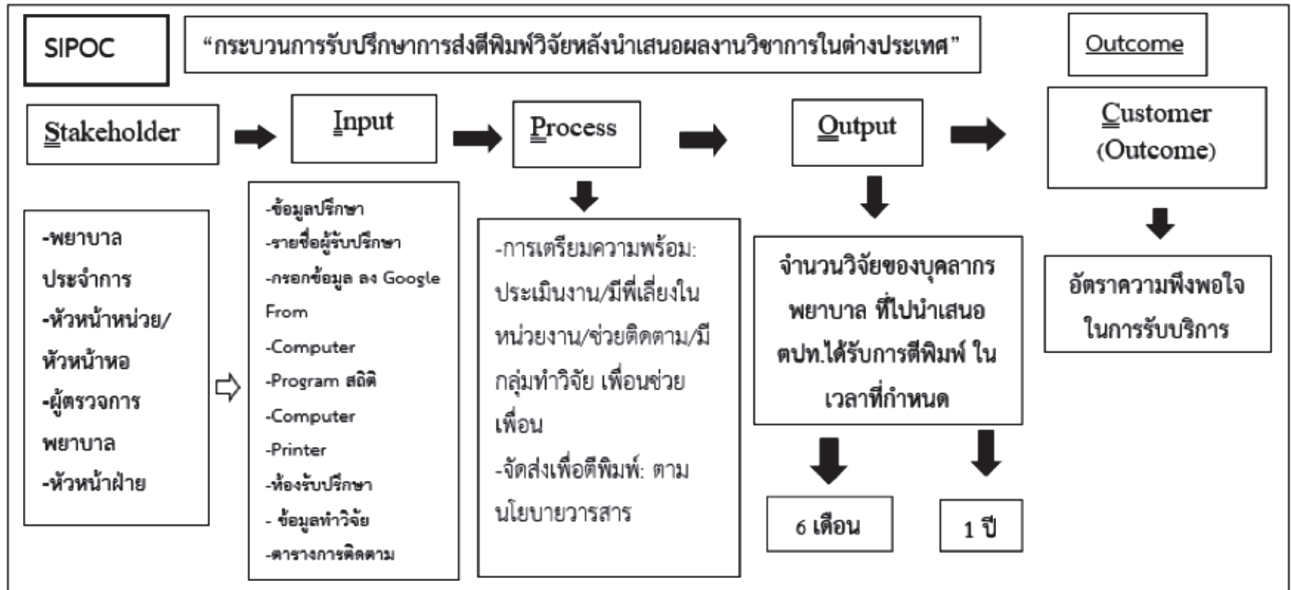 SIPOC
“กระบวนการรับปรึกษาการส่งตีพิมพ์วิจัยหลังนำเสนอผลงานวิชาการในต่างประเทศ”
Outcome
Stakeholder
Input
Process
Output
Customer
(Outcome)
-พยาบาล
ประจำการ
-หัวหน้าหน่วย/
หัวหน้าหอ
-ผู้ตรวจการ
พยาบาล
-หัวหน้าฝ่าย
-ข้อมูลปรึกษา
-รายชื่อผู้รับปรึกษา
-กรอกข้อมูล ลง Google
From
-Computer
-Program สถิติ
-Computer
-Printer
-ห้องรับปรึกษา
- ข้อมูลทำวิจัย
-ตารางการติดตาม
-การเตรียมความพร้อม:
ประเมินงาน/มีพี่เลี่ยงใน
หน่วยงาน/ช่วยติดตาม/มี
กลุ่มทำวิจัย เพื่อนช่วย
เพื่อน
-จัดส่งเพื่อตีพิมพ์: ตาม
นโยบายวารสาร
จำนวนวิจัยของบุคลากร
พยาบาล ที่ไปนำเสนอ
ตปท.ได้รับการตีพิมพ์ ใน
เวลาที่กำหนด
6 เดือน
1 ปี
อัตราความพึงพอใจ
ในการรับบริการ